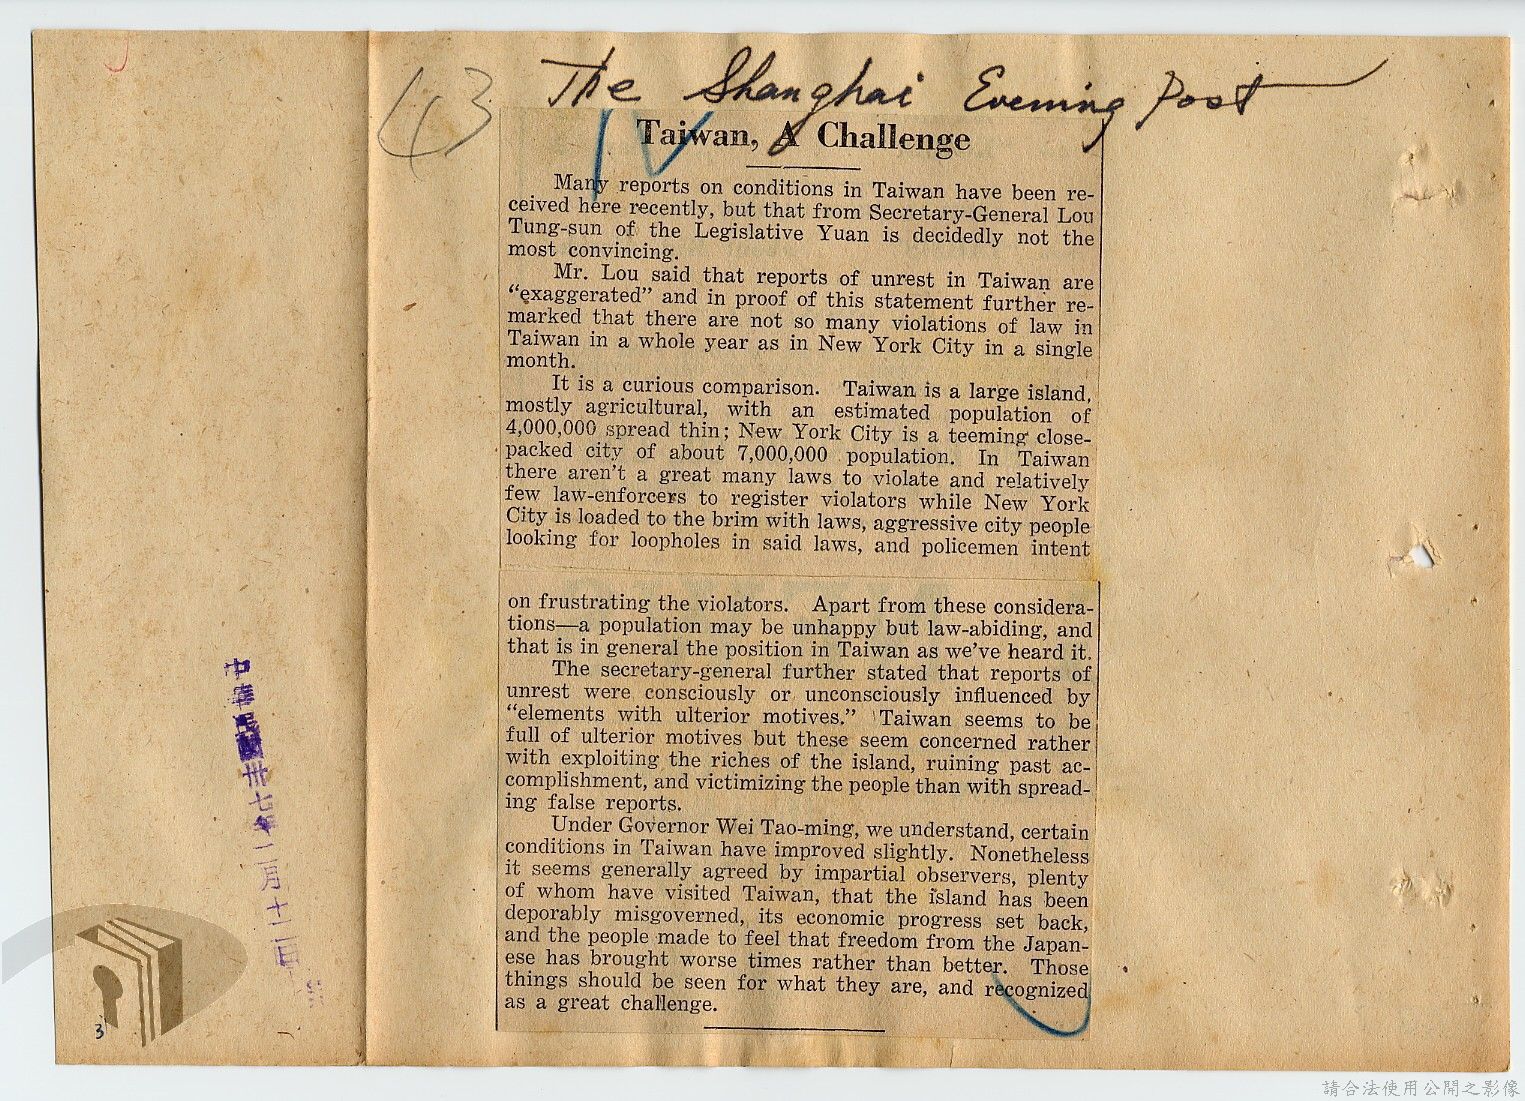 43
The Shanghai Evening Post
Taiwan, A Challenge
Many reports on conditions in Taiwan have been re-
ceived here recently, but that from Secretary-General Lou
Tung-sun of the Legislative Yuan is decidedly not the
most convincing.
Mr. Lou said that reports of unrest in Taiwan are
“exaggerated” and in proof of this statement further re-
marked that there are not so many violations of law in
Taiwan in a whole year as in New York City in a single
month.
It is a curious comparison. Taiwan is a large island,
mostly agricultural, with an estimated population of
4,000,000 spread thin; New York City is a teeming close-
packed city of about 7,000,000 population. In Taiwan
there aren't a great many laws to violate and relatively
few law-enforcers to register violators while New York
City is loaded to the brim with laws, aggressive city people
looking for loopholes in said laws, and policemen intent
on frustrating the violators. Apart from these considera-
tions—a population may be unhappy but law-abiding, and
that is in general the position in Taiwan as we've heard it.
The secretary-general further stated that reports of
unrest were consciously or unconsciously influenced by
“elements with ulterior motives.” Taiwan seems to be
full of ulterior motives but these seem concerned rather
with exploiting the riches of the island, ruining past ac-
complishment, and victimizing the people than with spread-
ing false reports.
Under Governor Wei Tao-ming, we understand, certain
conditions in Taiwan have improved slightly. Nonetheless
it seems generally agreed by impartial observers, plenty
of whom have visited Taiwan, that the island has been
deporably misgoverned, its economic progress set back,
and the people made to feel that freedom from the Japan-
ese has brought worse times rather than better. Those
things should be seen for what they are, and recognized
as a great challenge.
中華民國卅七年二月十二日
3
請合法使用公開之影像